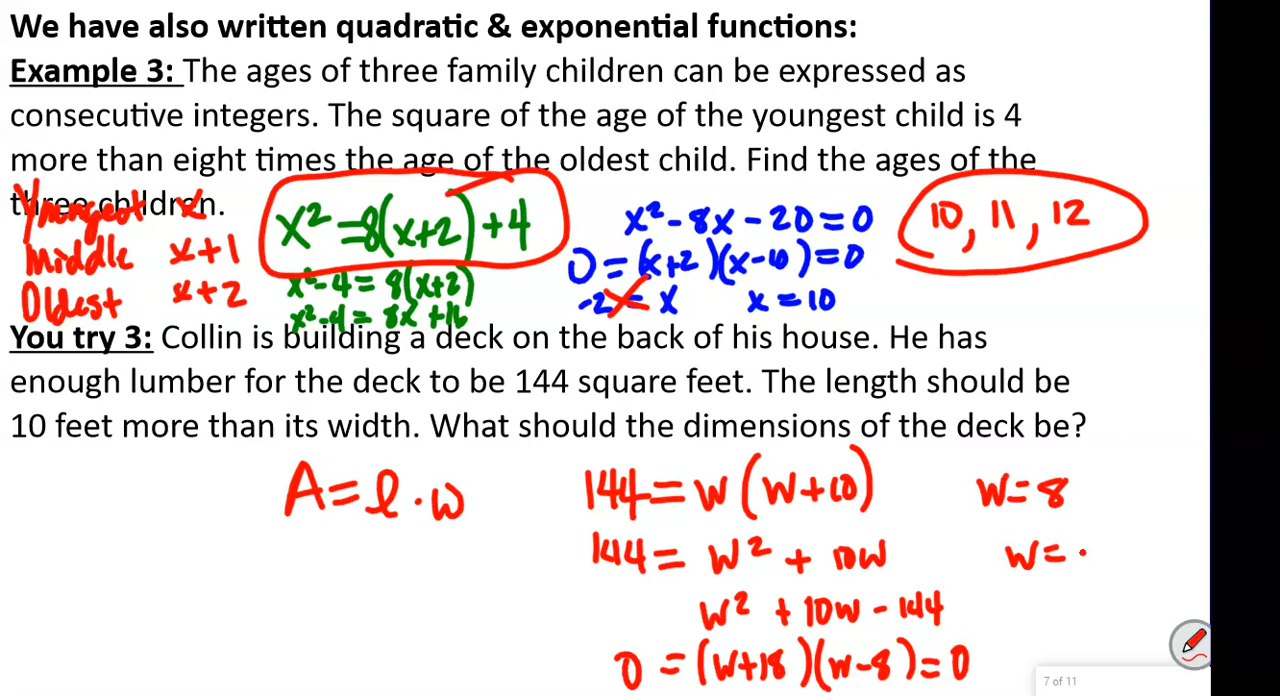 We have also written quadratic & exponential functions:
Example 3: The ages of three family children can be expressed as
consecutive integers. The square of the age of the youngest child is 4
more than eight times the age of the oldest child. Find the ages of the
three children.
Youngest x
Middle x+1
Oldest x+2
x² = 8(x+2) + 4
x² - 4 = 8(x+2)
x² - 4 = 8x + 16
x² - 8x - 20 = 0
0 = (x+2)(x-10) = 0
-2 = x x = 10
10, 11, 12
You try 3: Collin is building a deck on the back of his house. He has
enough lumber for the deck to be 144 square feet. The length should be
10 feet more than its width. What should the dimensions of the deck be?
A = l · w
144 = w (w+10)
144 = w² + 10w
w² + 10w - 144
0 = (w+18)(w-8) = 0
w = 8
w = .
7 of 11